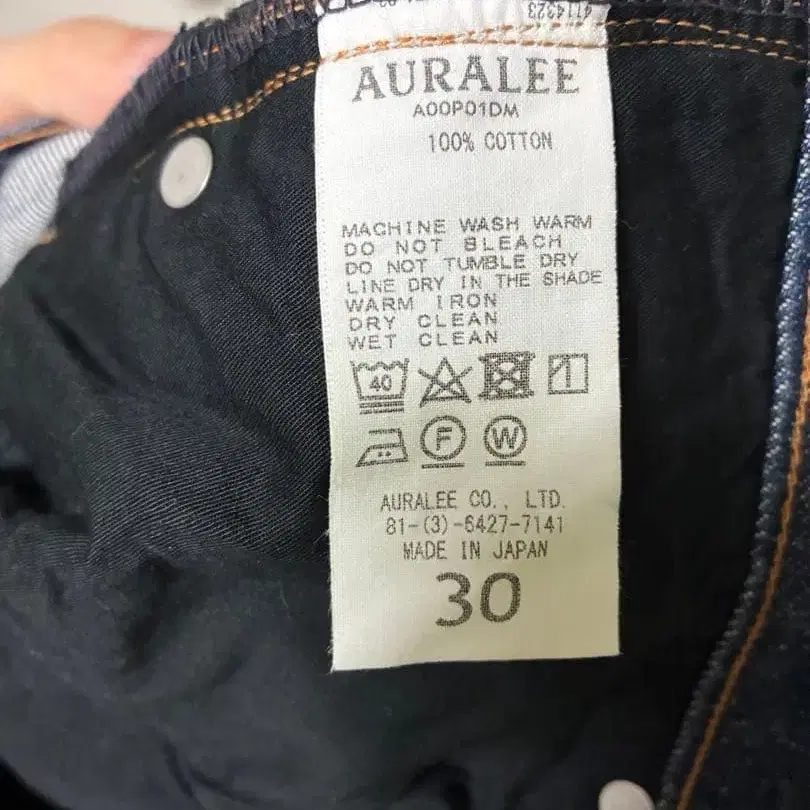 AURALEE
A00P01DM
100% COTTON
MACHINE WASH WARM
DO NOT BLEACH
DO NOT TUMBLE DRY
LINE DRY IN THE SHADE
WARM IRON
DRY CLEAN
WET CLEAN
40
F W
AURALEE CO., LTD.
81-(3)-6427-7141
MADE IN JAPAN
30